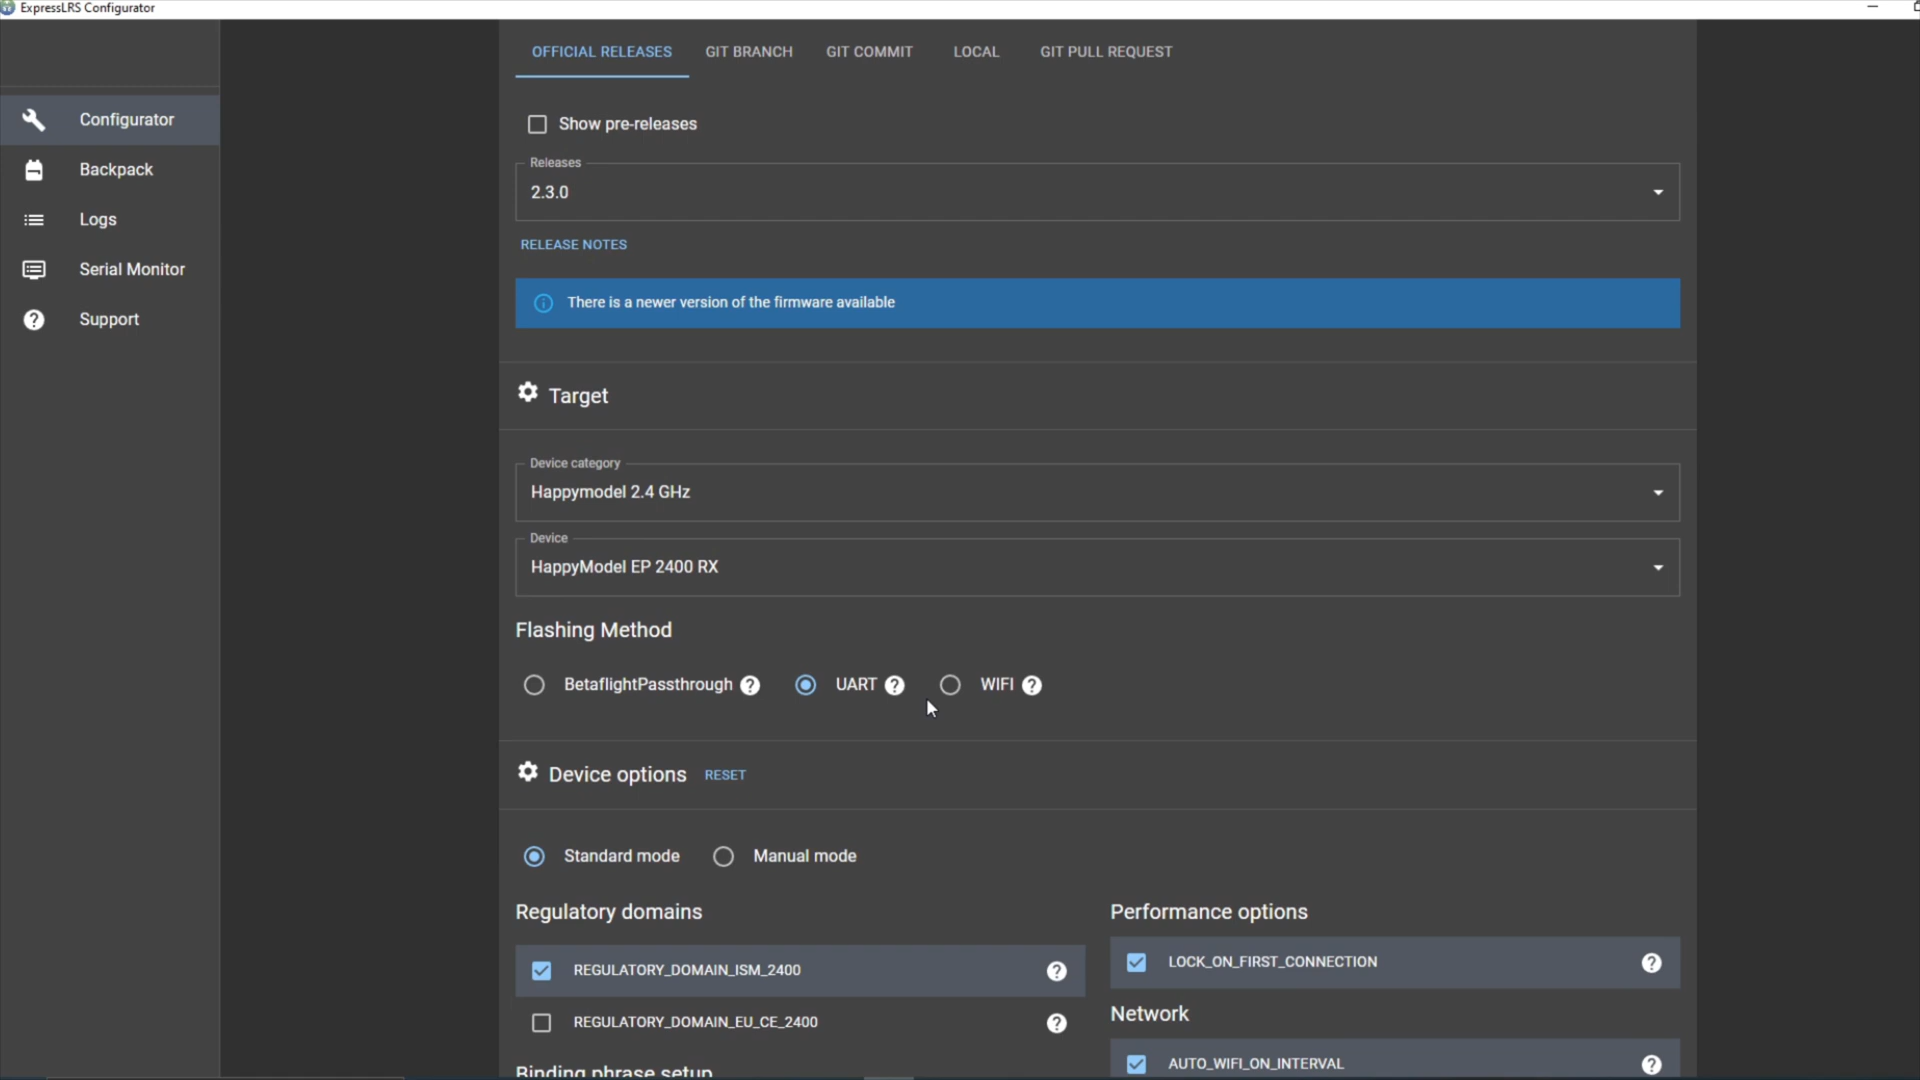 ExpressLRS Configurator
OFFICIAL RELEASES GIT BRANCH GIT COMMIT LOCAL GIT PULL REQUEST
Configurator
Backpack
Logs
Serial Monitor
Support
Show pre-releases
Releases
2.3.0
RELEASE NOTES
There is a newer version of the firmware available
Target
Device category
Happymodel 2.4 GHz
Device
HappyModel EP 2400 RX
Flashing Method
BetaflightPassthrough ? UART ? WIFI ?
Device options RESET
Standard mode Manual mode
Regulatory domains
REGULATORY_DOMAIN_ISM_2400 ?
REGULATORY_DOMAIN_EU_CE_2400 ?
Binding phrase setup
Performance options
LOCK_ON_FIRST_CONNECTION ?
Network
AUTO_WIFI_ON_INTERVAL ?